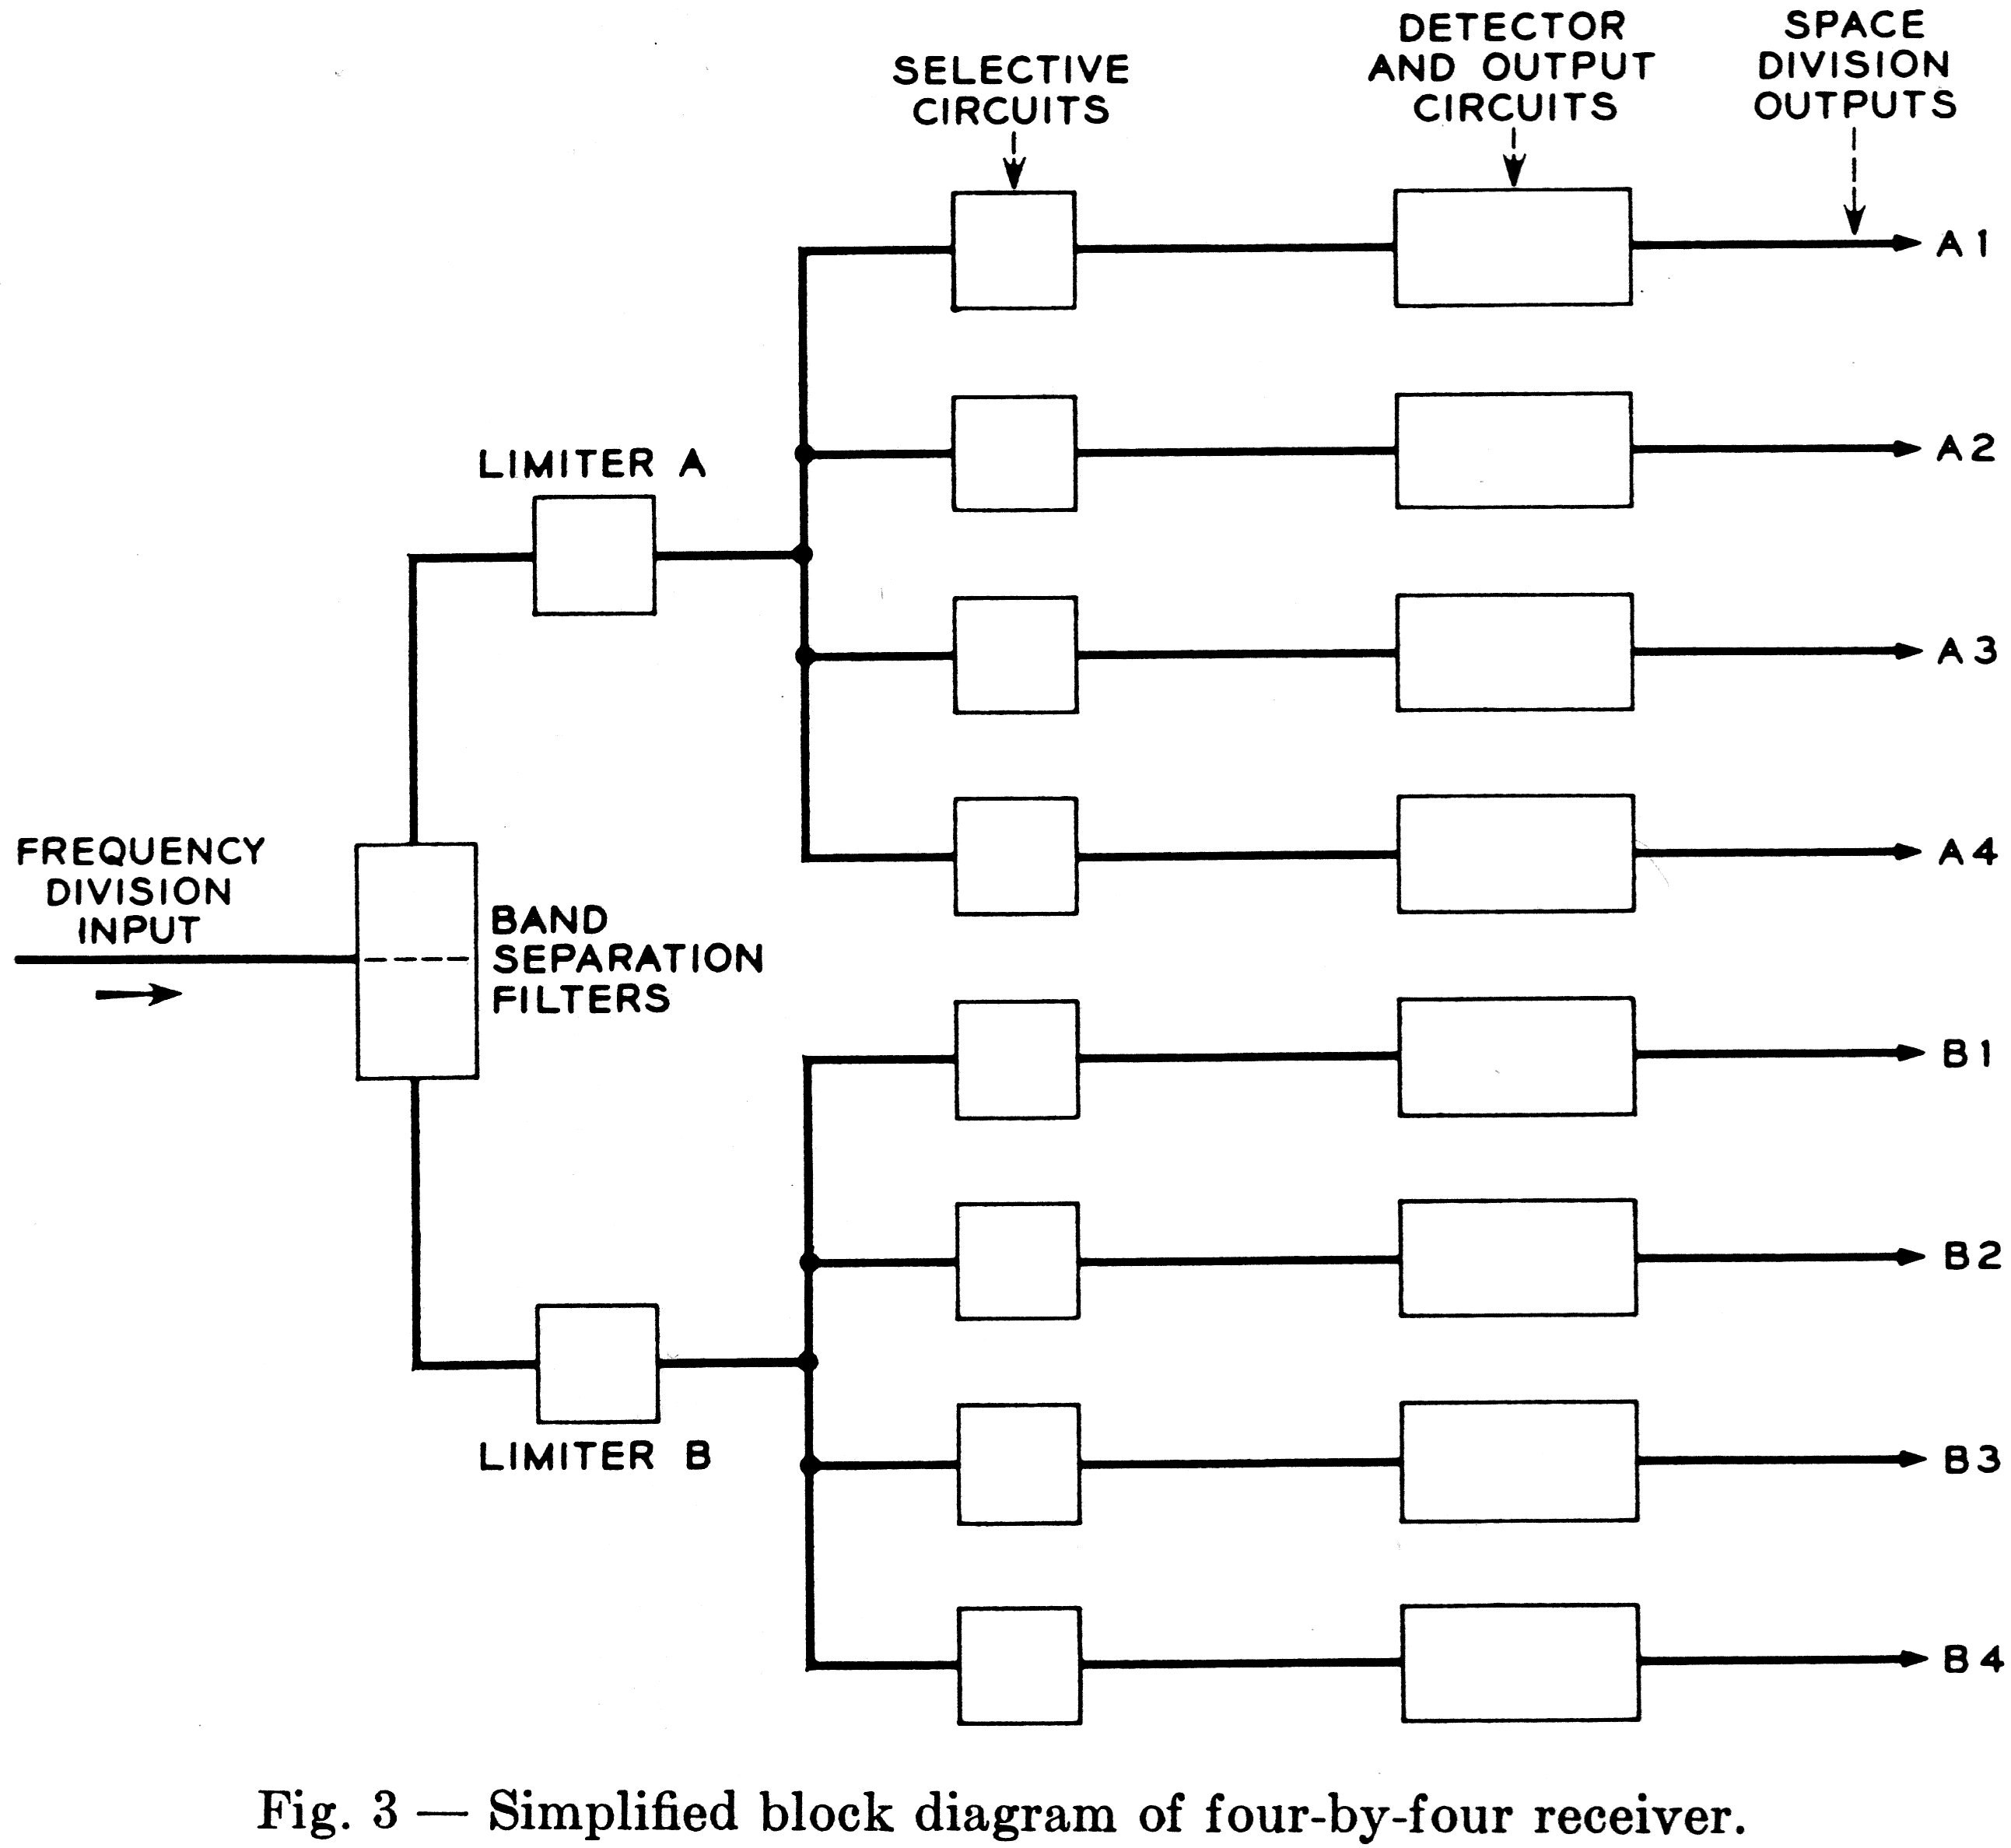 SELECTIVE
CIRCUITS
DETECTOR
AND OUTPUT
CIRCUITS
SPACE
DIVISION
OUTPUTS
A1
A2
LIMITER A
A3
A4
FREQUENCY
DIVISION
INPUT
BAND
SEPARATION
FILTERS
B1
B2
LIMITER B
B3
B4
Fig. 3 — Simplified block diagram of four-by-four receiver.